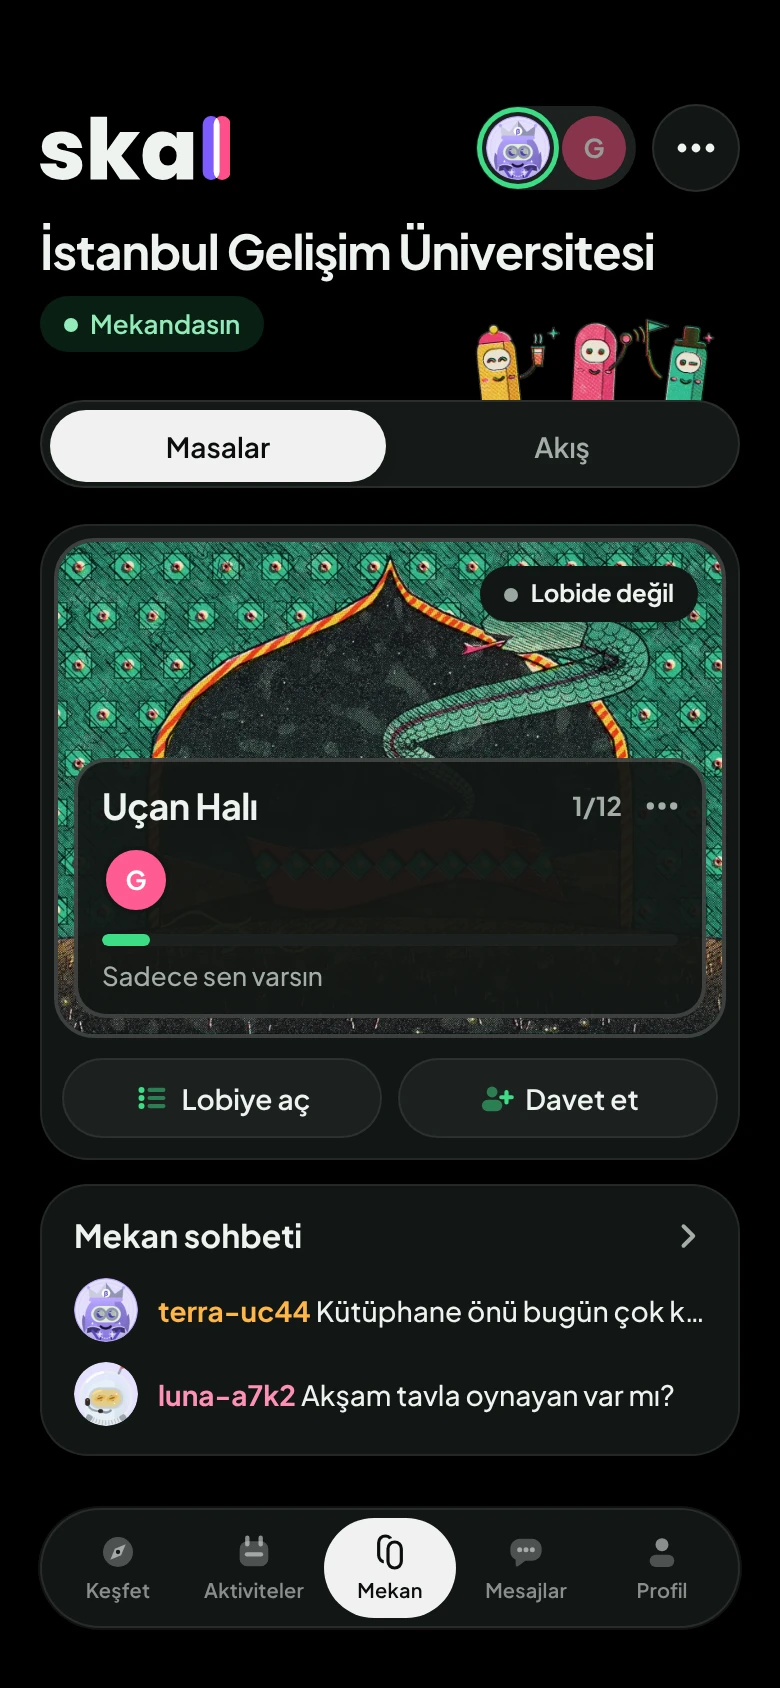 skal
G
İstanbul Gelişim Üniversitesi
Mekandasın
Masalar
Akış
Lobide değil
Uçan Halı
1/12
G
Sadece sen varsın
Lobiye aç
Davet et
Mekan sohbeti
terra-uc44 Kütüphane önü bugün çok k...
luna-a7k2 Akşam tavla oynayan var mı?
Keşfet
Aktiviteler
Mekan
Mesajlar
Profil